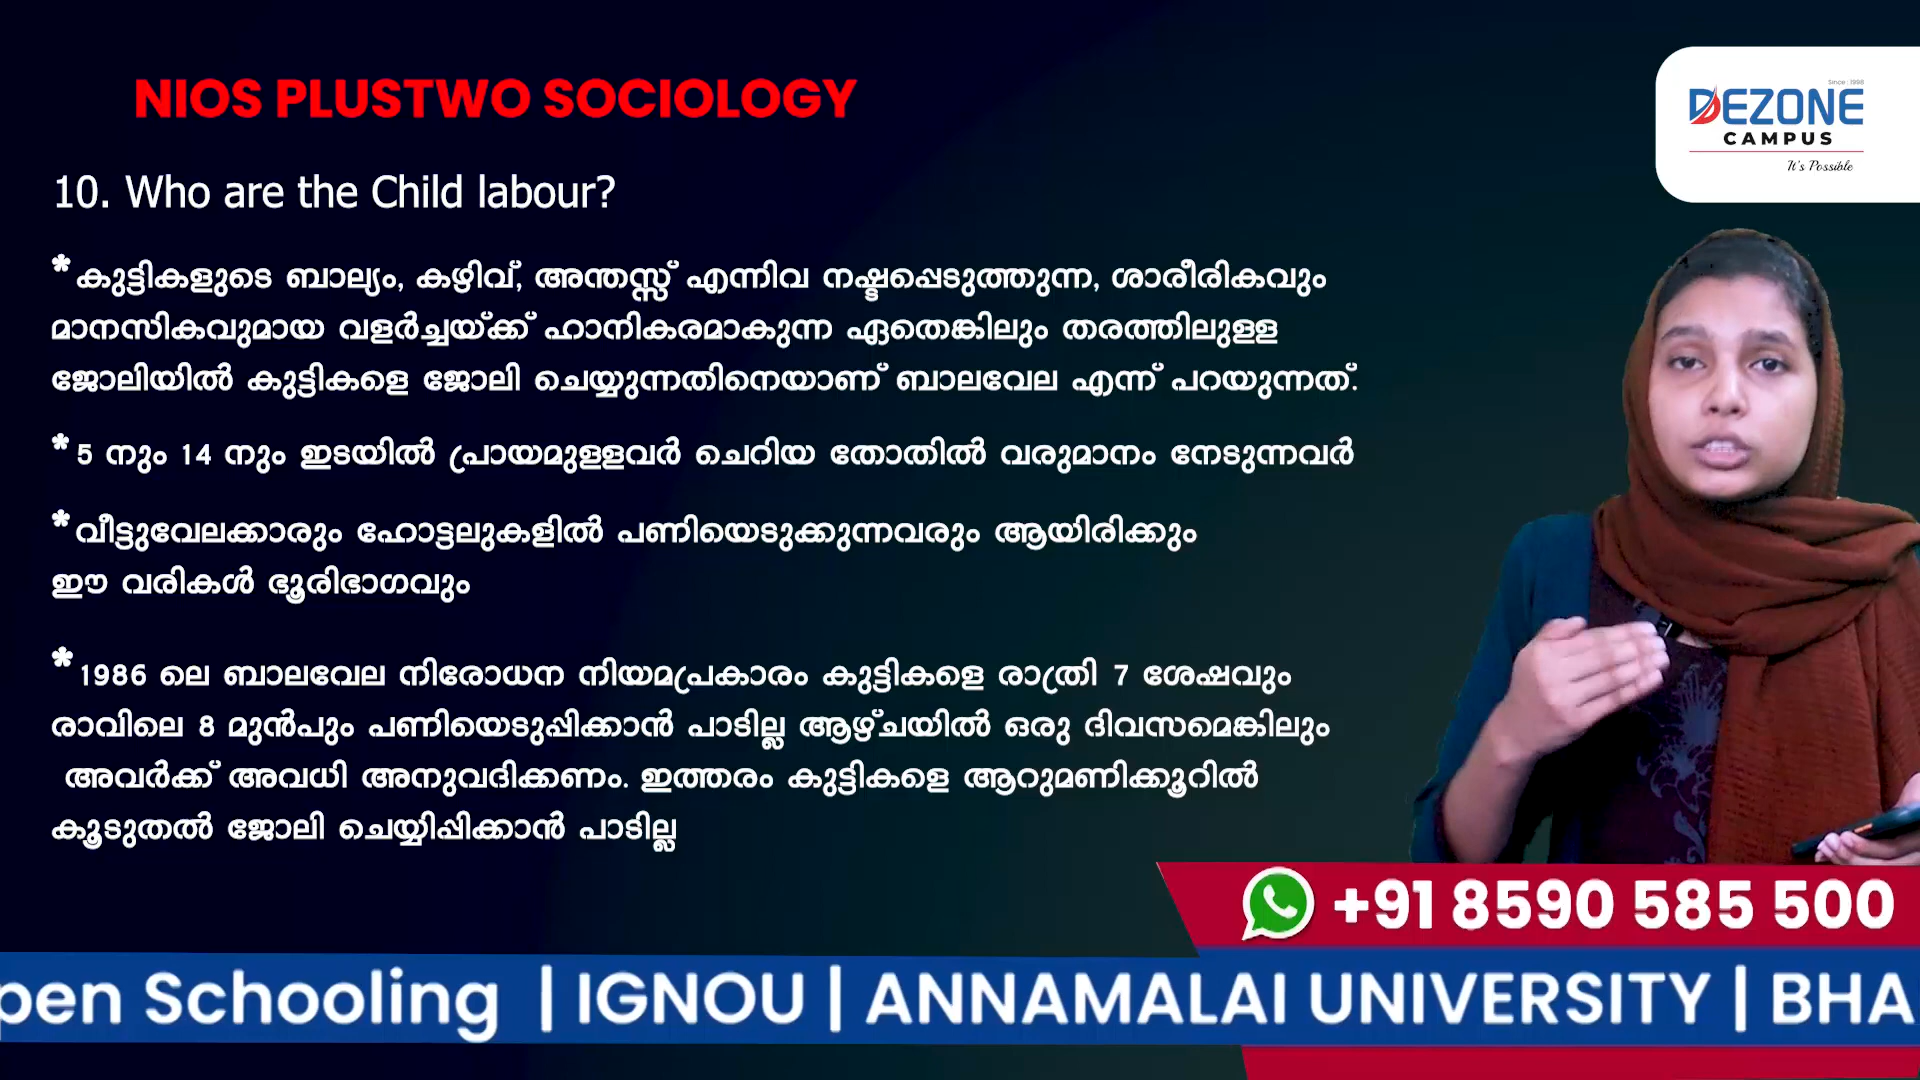 NIOS PLUSTWO SOCIOLOGY
Since : 1998
DEZONE
CAMPUS
It's Possible
10. Who are the Child labour?
*കുട്ടികളുടെ ബാല്യം, കഴിവ്, അന്തസ്സ് എന്നിവ നഷ്ടപ്പെടുത്തുന്ന, ശാരീരികവും
മാനസികവുമായ വളർച്ചയ്ക്ക് ഹാനികരമാകുന്ന ഏതെങ്കിലും തരത്തിലുള്ള
ജോലിയിൽ കുട്ടികളെ ജോലി ചെയ്യുന്നതിനെയാണ് ബാലവേല എന്ന് പറയുന്നത്.
*5 നും 14 നും ഇടയിൽ പ്രായമുളളവർ ചെറിയ തോതിൽ വരുമാനം നേടുന്നവർ
*വീട്ടുവേലക്കാരും ഹോട്ടലുകളിൽ പണിയെടുക്കുന്നവരും ആയിരിക്കും
ഈ വരികൾ ഭൂരിഭാഗവും
*1986 ലെ ബാലവേല നിരോധന നിയമപ്രകാരം കുട്ടികളെ രാത്രി 7 ശേഷവും
രാവിലെ 8 മുൻപും പണിയെടുപ്പിക്കാൻ പാടില്ല ആഴ്ചയിൽ ഒരു ദിവസമെങ്കിലും
അവർക്ക് അവധി അനുവദിക്കണം. ഇത്തരം കുട്ടികളെ ആറുമണിക്കൂറിൽ
കൂടുതൽ ജോലി ചെയ്യിപ്പിക്കാൻ പാടില്ല
+91 8590 585 500
pen Schooling | IGNOU | ANNAMALAI UNIVERSITY | BHA